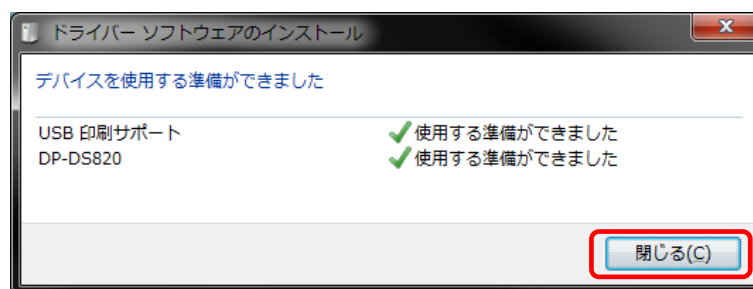 ドライバー ソフトウェアのインストール
デバイスを使用する準備ができました
USB 印刷サポート 使用する準備ができました
DP-DS820 使用する準備ができました
閉じる(C)